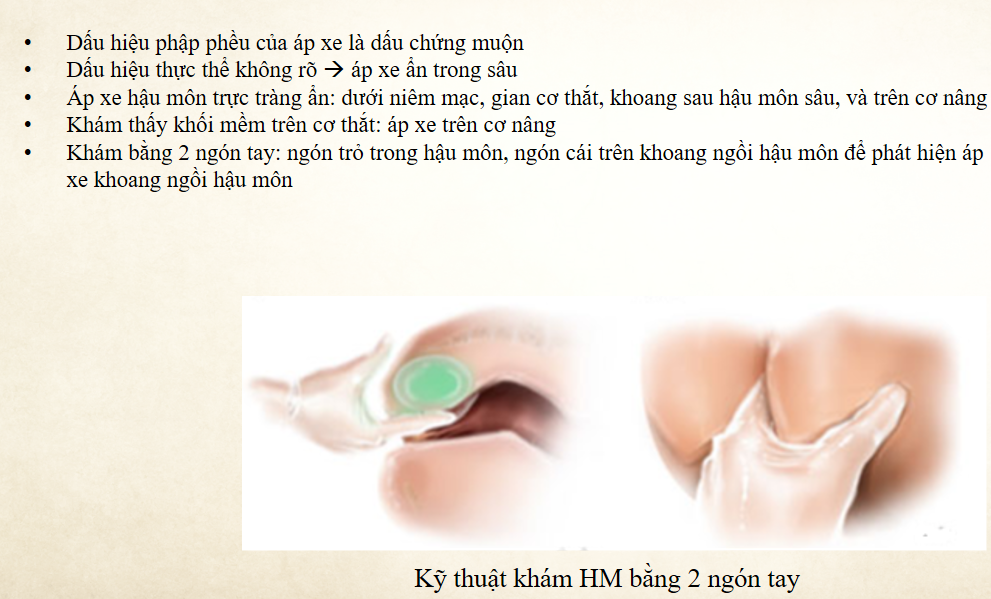 • Dấu hiệu phập phều của áp xe là dấu chứng muộn
• Dấu hiệu thực thể không rõ → áp xe ẩn trong sâu
• Áp xe hậu môn trực tràng ẩn: dưới niêm mạc, gian cơ thắt, khoang sau hậu môn sâu, và trên cơ nâng
• Khám thấy khối mềm trên cơ thắt: áp xe trên cơ nâng
• Khám bằng 2 ngón tay: ngón trỏ trong hậu môn, ngón cái trên khoang ngồi hậu môn để phát hiện áp
xe khoang ngồi hậu môn
Kỹ thuật khám HM bằng 2 ngón tay